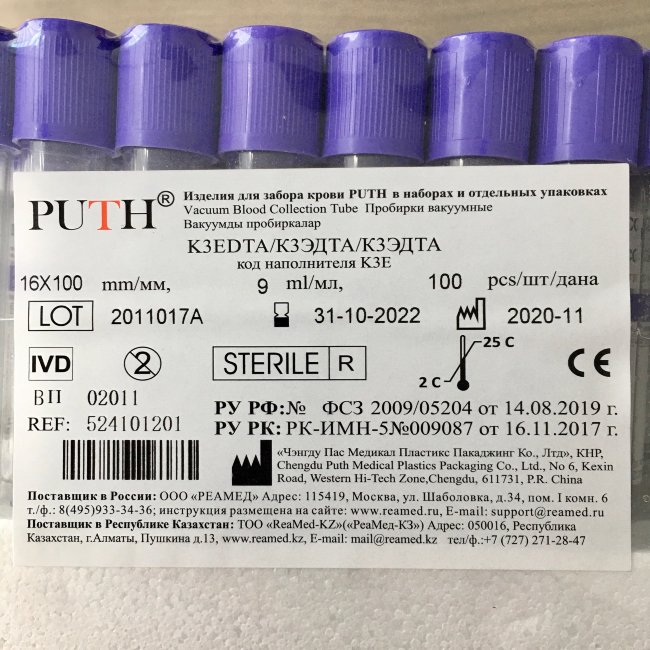 PUTH®
Изделия для забора крови PUTH в наборах и отдельных упаковках
Vacuum Blood Collection Tube Пробирки вакуумные
Вакуумды пробиркалар
K3EDTA/К3ЭДТА/К3ЭДТА
код наполнителя K3E
16X100 mm/мм, 9 ml/мл, 100 pcs/шт/дана
LOT 2011017A 31-10-2022 2020-11
IVD 2 STERILE R 2 C 25 C CE
ВП 02011
REF: 524101201
РУ РФ:№ ФСЗ 2009/05204 от 14.08.2019 г.
РУ РК: РК-ИМН-5№009087 от 16.11.2017 г.
«Чэнгду Пас Медикал Пластикс Пакаджинг Ко., Лтд», КНР,
Chengdu Puth Medical Plastics Packaging Co., Ltd., No 6, Kexin
Road, Western Hi-Tech Zone,Chengdu, 611731, P.R. China
Поставщик в России: ООО «РЕАМЕД» Адрес: 115419, Москва, ул. Шаболовка, д.34, пом. I комн. 6
т./ф.: 8(495)933-34-36; инструкция размещена на сайте: www.reamed.ru E-mail: support@reamed.ru
Поставщик в Республике Казахстан: ТОО «ReaMed-KZ»(«РеаМед-КЗ») Адрес: 050016, Республика
Казахстан, г.Алматы, Пушкина д.13, www.reamed.kz, E-mail: mail@reamed.kz тел/ф.:+7 (727) 271-28-47